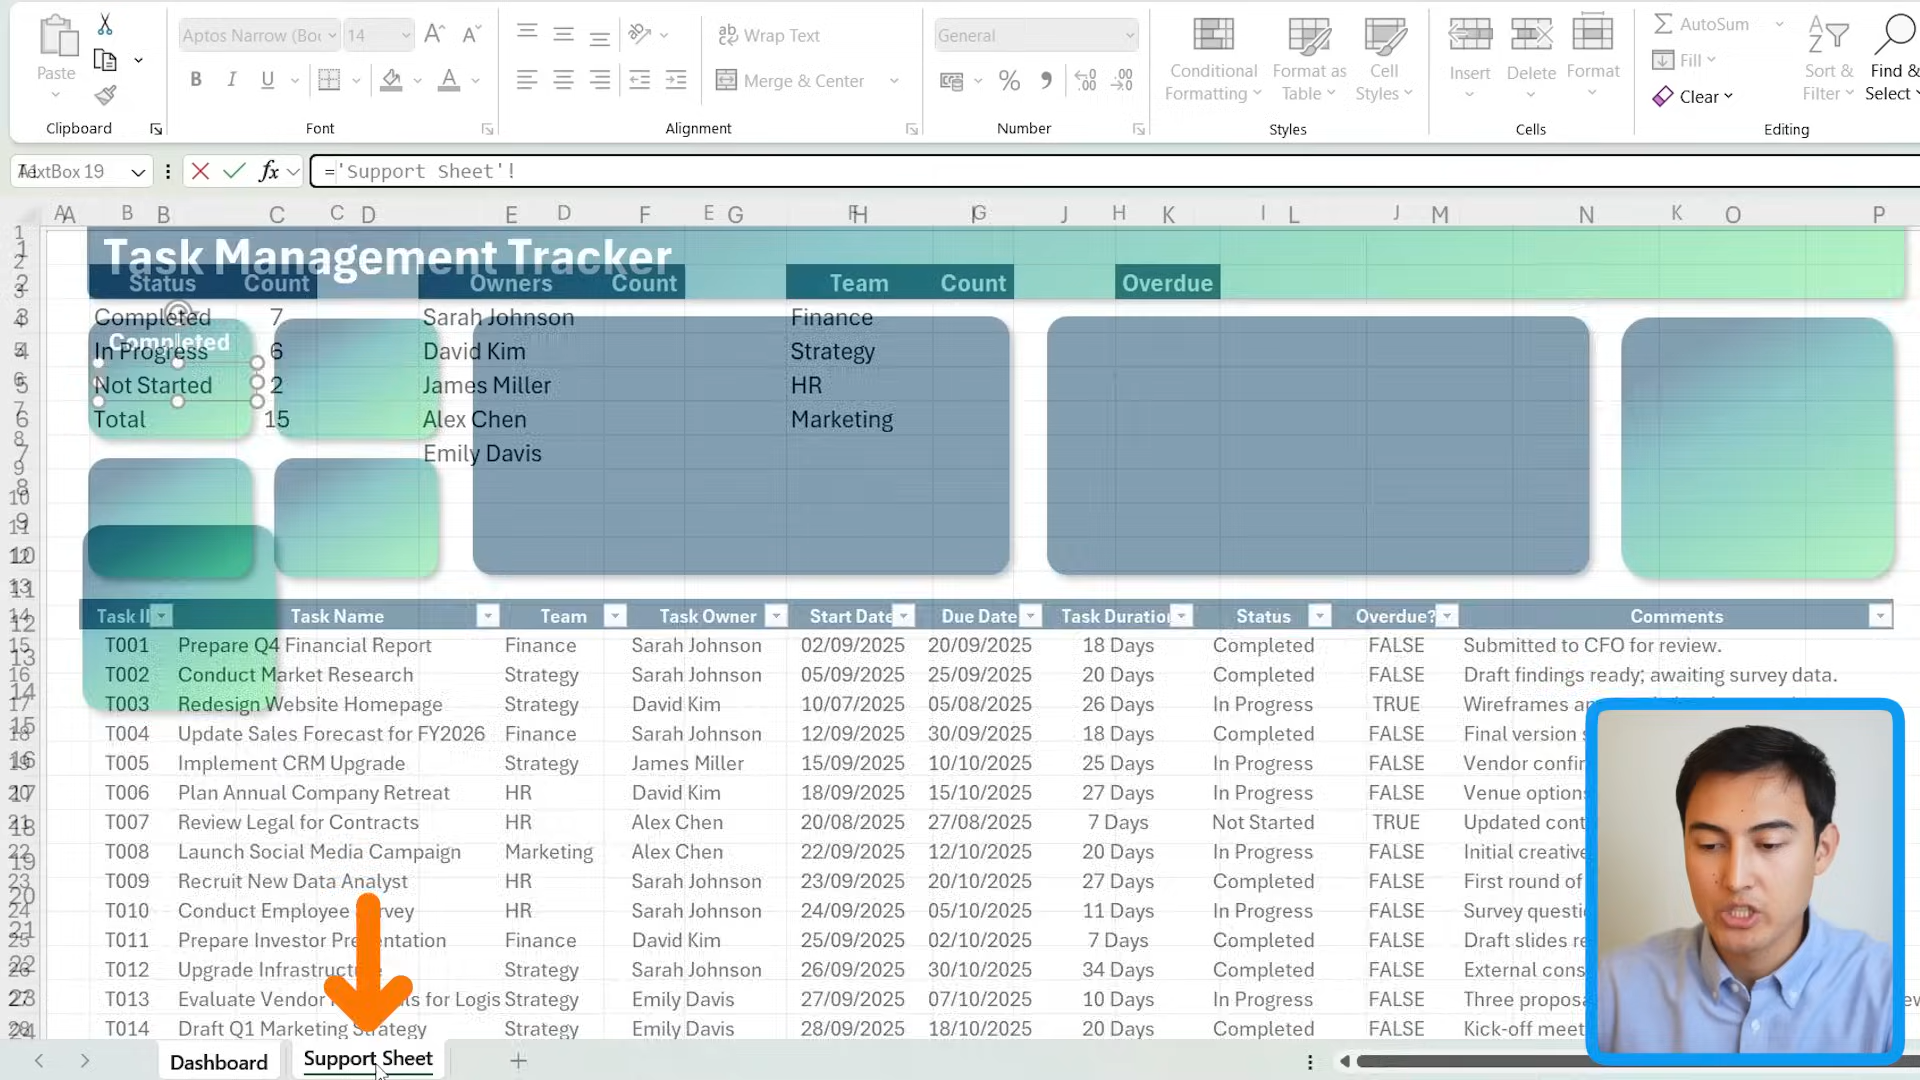 Paste
Clipboard
Aptos Narrow (Boc
14
B I U
Font
Wrap Text
Merge & Center
Alignment
General
Number
Conditional Formatting
Format as Table
Cell Styles
Styles
Insert
Delete
Format
Cells
AutoSum
Fill
Clear
Sort & Filter
Find & Select
Editing
TextBox 19
fx
='Support Sheet'!
A B C D E F G H I J K L M N O P
Task Management Tracker
Status Count Owners Count Team Count Overdue
Completed 7 Sarah Johnson Finance
Completed
In Progress 6 David Kim Strategy
Not Started 2 James Miller HR
Total 15 Alex Chen Marketing
Emily Davis
Task ID Task Name Team Task Owner Start Date Due Date Task Duration Status Overdue? Comments
T001 Prepare Q4 Financial Report Finance Sarah Johnson 02/09/2025 20/09/2025 18 Days Completed FALSE Submitted to CFO for review.
T002 Conduct Market Research Strategy Sarah Johnson 05/09/2025 25/09/2025 20 Days Completed FALSE Draft findings ready; awaiting survey data.
T003 Redesign Website Homepage Strategy David Kim 10/07/2025 05/08/2025 26 Days In Progress TRUE Wireframes
T004 Update Sales Forecast for FY2026 Finance Sarah Johnson 12/09/2025 30/09/2025 18 Days Completed FALSE Final version
T005 Implement CRM Upgrade Strategy James Miller 15/09/2025 10/10/2025 25 Days In Progress FALSE Vendor
T006 Plan Annual Company Retreat HR David Kim 18/09/2025 15/10/2025 27 Days In Progress FALSE Venue options
T007 Review Legal for Contracts HR Alex Chen 20/08/2025 27/08/2025 7 Days Not Started TRUE Updated
T008 Launch Social Media Campaign Marketing Alex Chen 22/09/2025 12/10/2025 20 Days In Progress FALSE Initial creative
T009 Recruit New Data Analyst HR Sarah Johnson 23/09/2025 20/10/2025 27 Days Completed FALSE First round of
T010 Conduct Employee Survey HR Sarah Johnson 24/09/2025 05/10/2025 11 Days In Progress FALSE Survey
T011 Prepare Investor Presentation Finance David Kim 25/09/2025 02/10/2025 7 Days Completed FALSE Draft slides
T012 Upgrade Infrastructure Strategy Sarah Johnson 26/09/2025 30/10/2025 34 Days Completed FALSE External
T013 Evaluate Vendor for Logis Strategy Emily Davis 27/09/2025 07/10/2025 10 Days In Progress FALSE Three
T014 Draft Q1 Marketing Strategy Strategy Emily Davis 28/09/2025 18/10/2025 20 Days Completed FALSE Kick-off
Dashboard Support Sheet